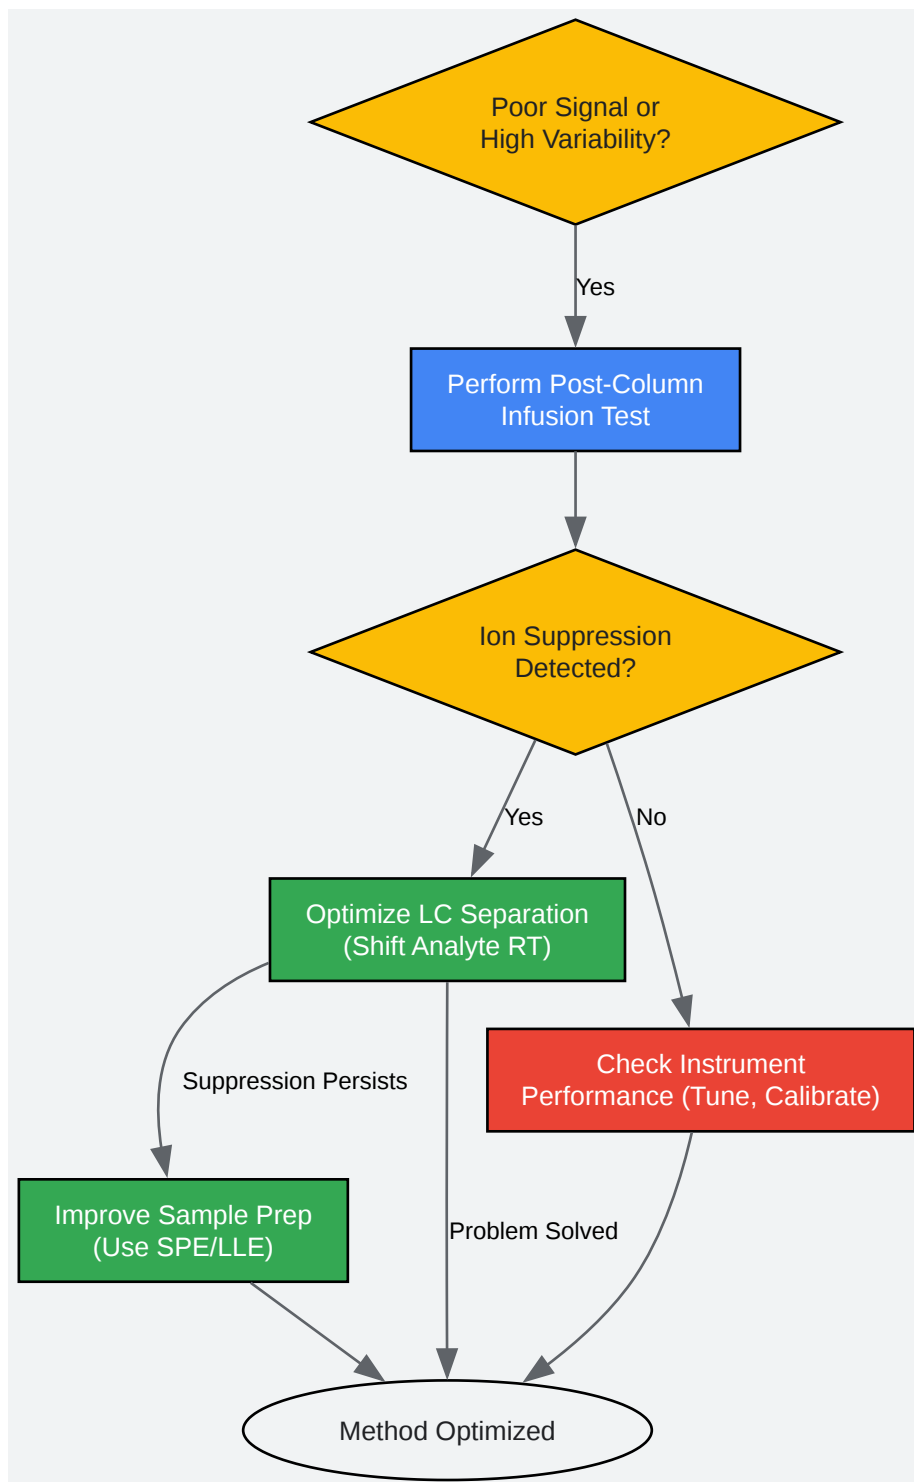 Poor Signal or
High Variability?
Yes
Perform Post-Column
Infusion Test
Ion Suppression
Detected?
Yes
No
Optimize LC Separation
(Shift Analyte RT)
Check Instrument
Performance (Tune, Calibrate)
Suppression Persists
Improve Sample Prep
(Use SPE/LLE)
Problem Solved
Method Optimized